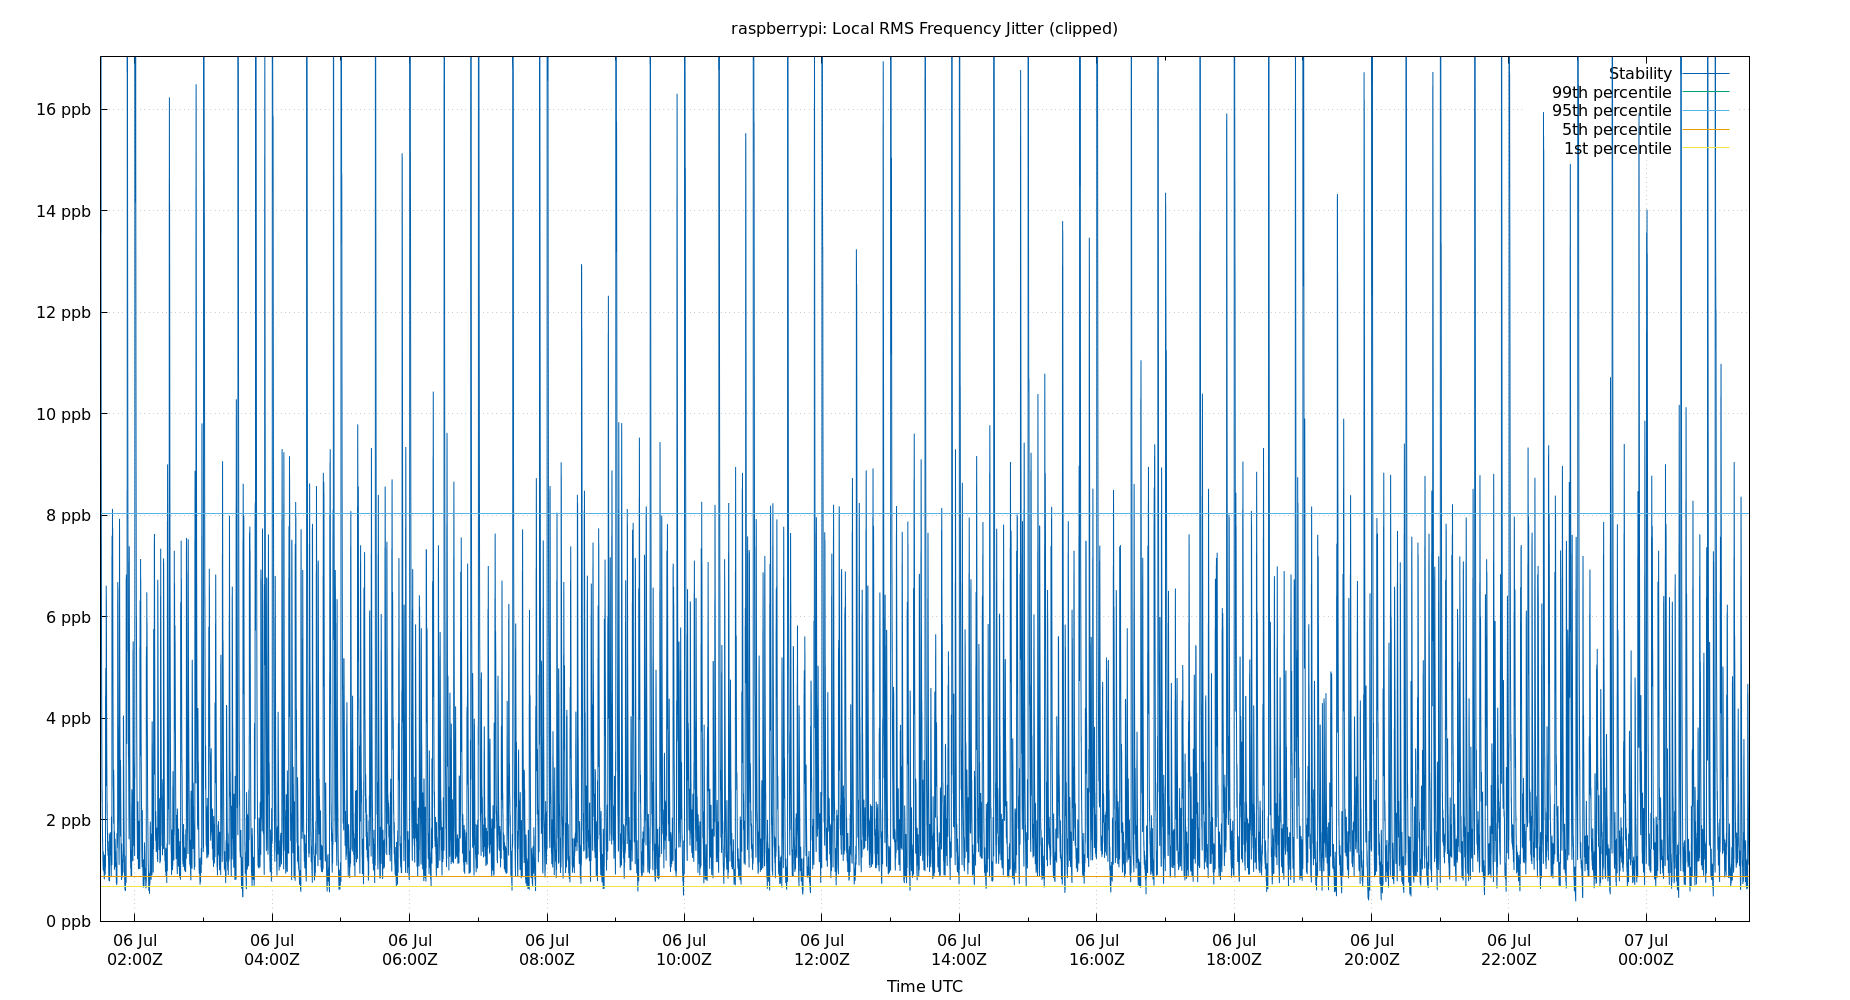 raspberrypi: Local RMS Frequency Jitter (clipped)
Stability
99th percentile
95th percentile
5th percentile
1st percentile
16 ppb
14 ppb
12 ppb
10 ppb
8 ppb
6 ppb
4 ppb
2 ppb
0 ppb
06 Jul 06 Jul 06 Jul 06 Jul 06 Jul 06 Jul 06 Jul 06 Jul 06 Jul 06 Jul 06 Jul 07 Jul
02:00Z 04:00Z 06:00Z 08:00Z 10:00Z 12:00Z 14:00Z 16:00Z 18:00Z 20:00Z 22:00Z 00:00Z
Time UTC